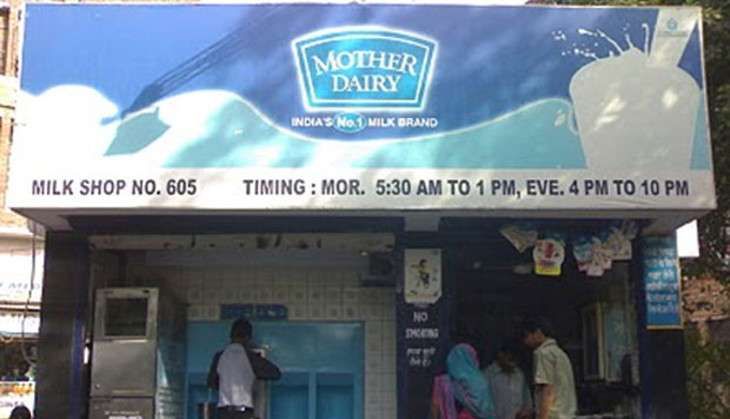 MOTHER
DAIRY
INDIA'S No.1 MILK BRAND
MILK SHOP NO. 605 TIMING : MOR. 5:30 AM TO 1 PM, EVE. 4 PM TO 10 PM
NO
SMOKING